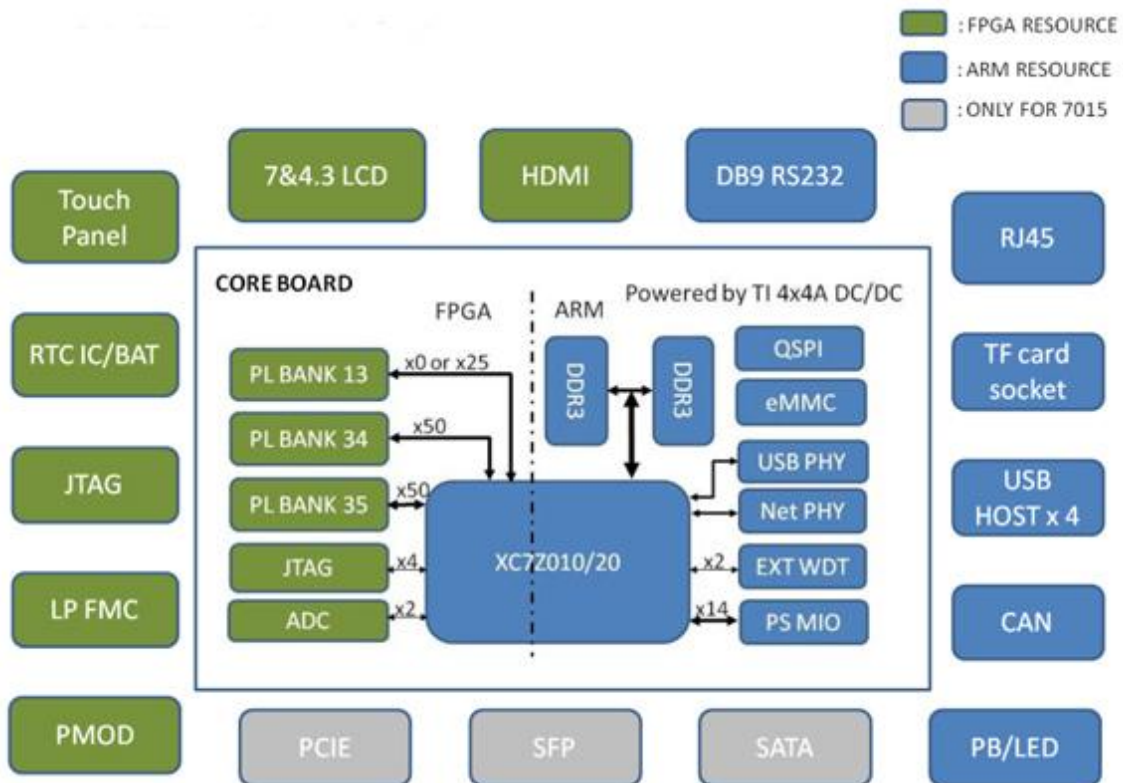 : FPGA RESOURCE
: ARM RESOURCE
: ONLY FOR 7015
7&4.3 LCD
HDMI
DB9 RS232
Touch
Panel
RJ45
CORE BOARD
Powered by TI 4x4A DC/DC
FPGA
ARM
RTC IC/BAT
PL BANK 13
x0 or x25
DDR3
DDR3
QSPI
TF card
socket
eMMC
PL BANK 34
x50
USB PHY
JTAG
PL BANK 35
x50
Net PHY
USB
HOST x 4
JTAG
x4
XC7Z010/20
x2
EXT WDT
LP FMC
ADC
x2
x14
PS MIO
CAN
PMOD
PCIE
SFP
SATA
PB/LED